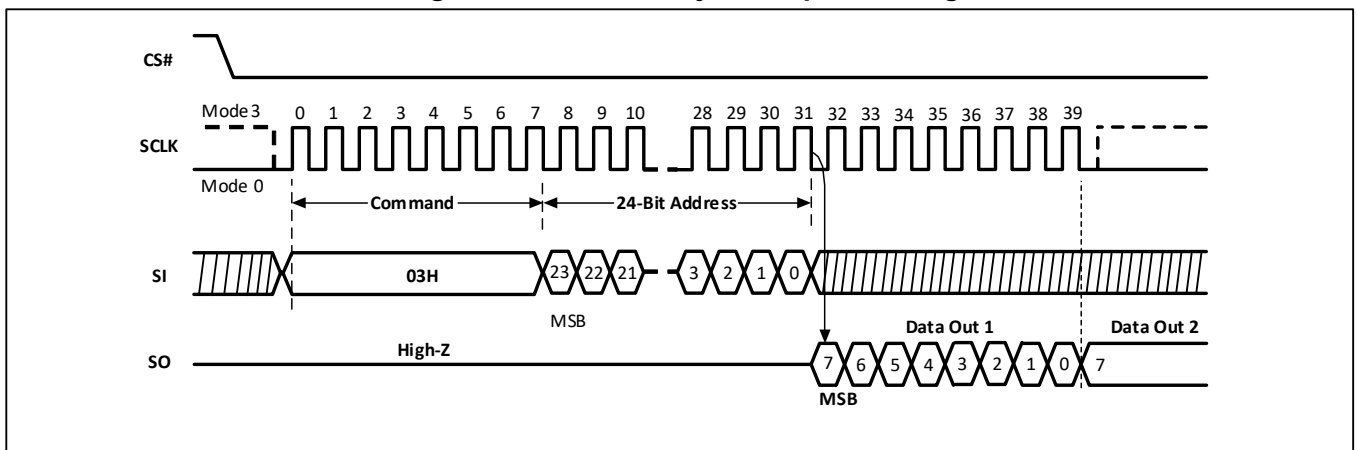 CS#
Mode 3 0 1 2 3 4 5 6 7 8 9 10 28 29 30 31 32 33 34 35 36 37 38 39
SCLK
Mode 0
Command 24-Bit Address
SI 03H 23 22 21 3 2 1 0
MSB
Data Out 1 Data Out 2
High-Z
SO 7 6 5 4 3 2 1 0 7
MSB